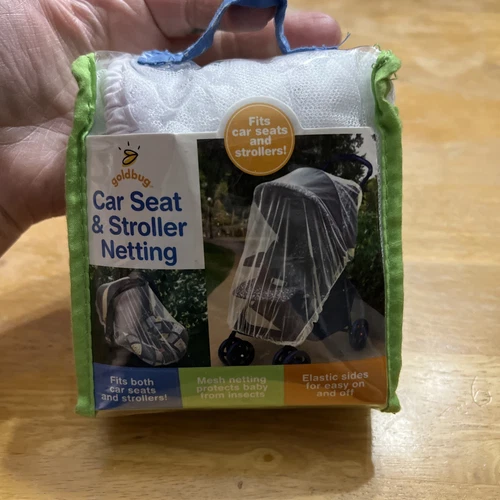 Fits
car seats
and
strollers!
goldbug
Car Seat
& Stroller
Netting
Fits both
car seats
and strollers!
Mesh netting
protects baby
from insects
Elastic sides
for easy on
and off